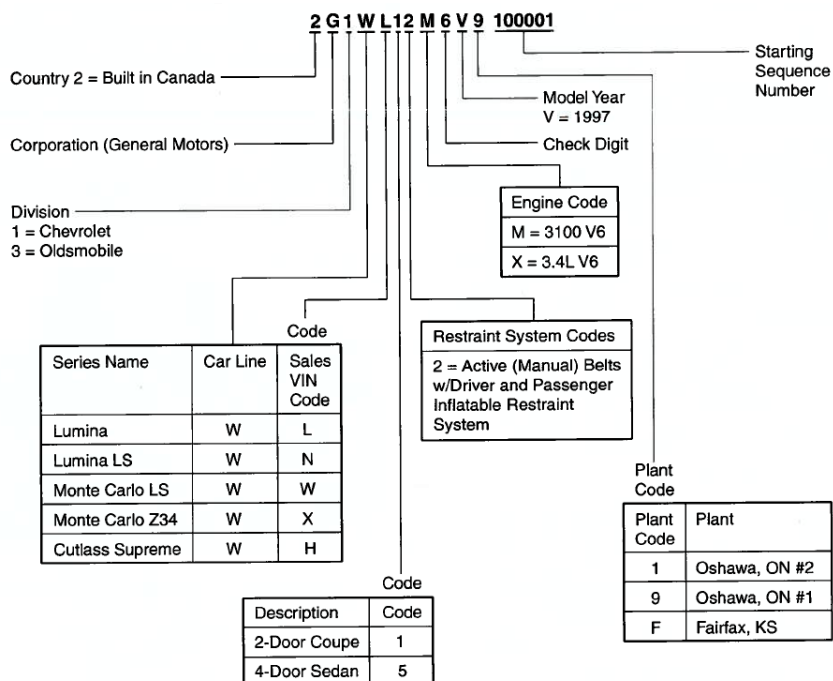 2 G 1 W L 1 2 M 6 V 9 100001
Starting
Sequence
Number
Country 2 = Built in Canada
Model Year
V = 1997
Corporation (General Motors)
Check Digit
Division
1 = Chevrolet
3 = Oldsmobile
Engine Code
M = 3100 V6
X = 3.4L V6
Code
Series Name Car Line Sales
VIN
Code
Lumina W L
Lumina LS W N
Monte Carlo LS W W
Monte Carlo Z34 W X
Cutlass Supreme W H
Restraint System Codes
2 = Active (Manual) Belts
w/Driver and Passenger
Inflatable Restraint
System
Plant
Code
Plant
Code Plant
1 Oshawa, ON #2
9 Oshawa, ON #1
F Fairfax, KS
Code
Description Code
2-Door Coupe 1
4-Door Sedan 5